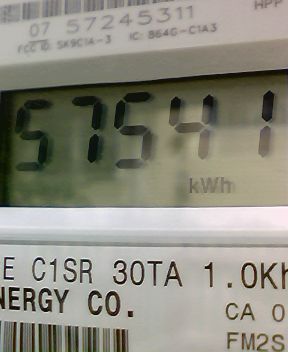 HPP
07 57245311
FCC ID: SK9C1A-3 IC: 864G-C1A3
57541
kWh
E C1SR 30TA 1.0Kh
NERGY CO.
CA 0
FM2S